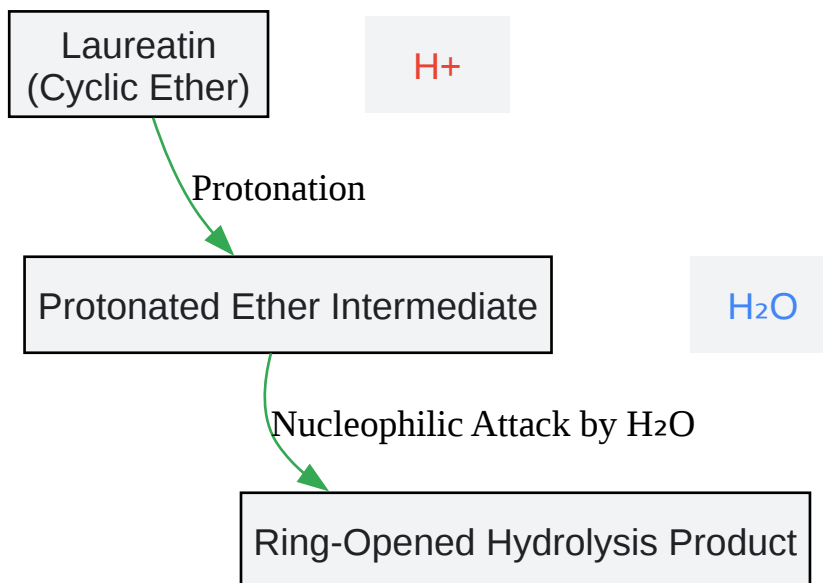 Laureatin
(Cyclic Ether)
H+
Protonation
Protonated Ether Intermediate
H₂O
Nucleophilic Attack by H₂O
Ring-Opened Hydrolysis Product